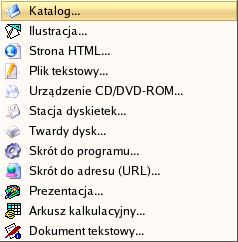 Katalog...
Ilustracja...
Strona HTML...
Plik tekstowy...
Urządzenie CD/DVD-ROM...
Stacja dyskietek...
Twardy dysk...
Skrót do programu...
Skrót do adresu (URL)...
Prezentacja...
Arkusz kalkulacyjny...
Dokument tekstowy...